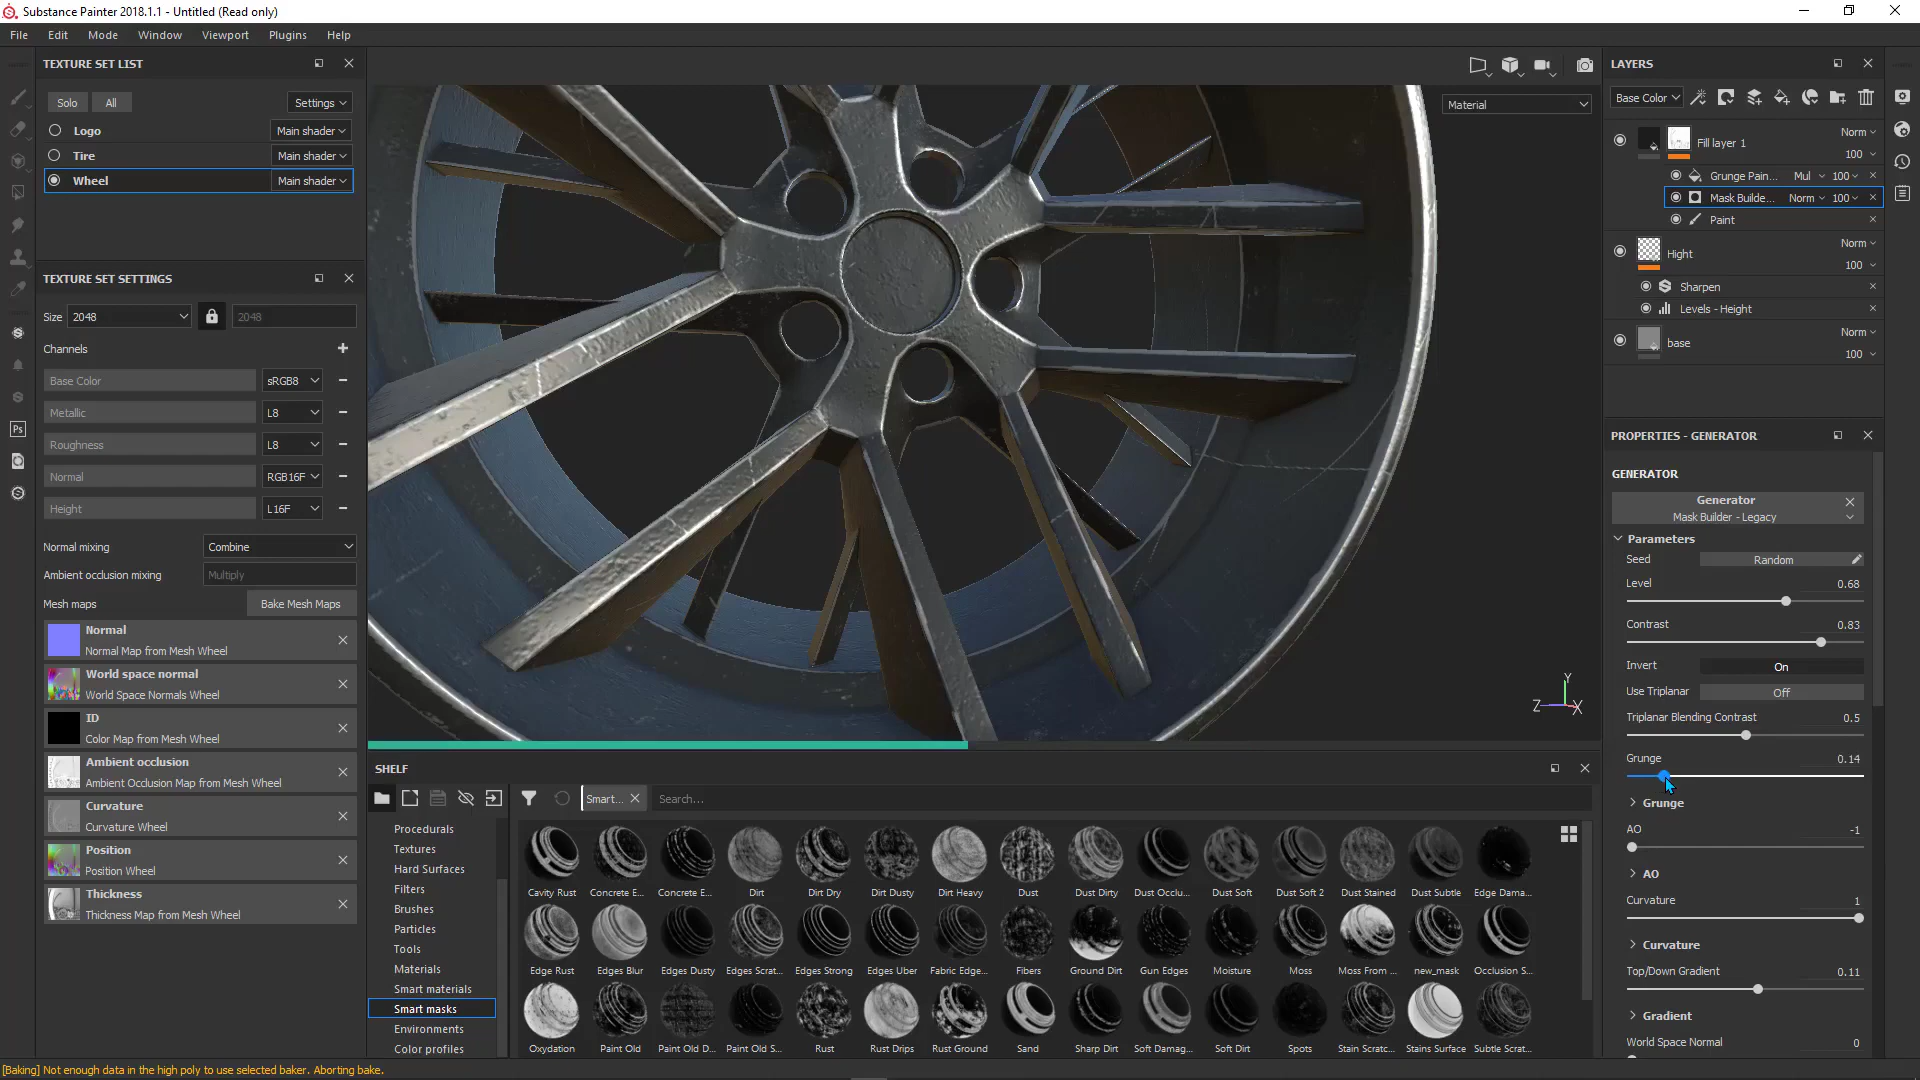 Substance Painter 2018.1.1 - Untitled (Read only)
File Edit Mode Window Viewport Plugins Help
TEXTURE SET LIST
Solo All Settings
Logo Main shader
Tire Main shader
Wheel Main shader
TEXTURE SET SETTINGS
Size 2048 2048
Channels
Base Color sRGB8
Metallic L8
Roughness L8
Normal RGB16F
Height L16F
Normal mixing Combine
Ambient occlusion mixing Multiply
Mesh maps Bake Mesh Maps
Normal
Normal Map from Mesh Wheel
World space normal
World Space Normals Wheel
ID
Color Map from Mesh Wheel
Ambient occlusion
Ambient Occlusion Map from Mesh Wheel
Curvature
Curvature Wheel
Position
Position Wheel
Thickness
Thickness Map from Mesh Wheel
Ps
Material
Y
Z X
SHELF
Smart... Search...
Procedurals
Textures
Hard Surfaces
Filters
Brushes
Particles
Tools
Materials
Smart materials
Smart masks
Environments
Color profiles
Cavity Rust Concrete E... Concrete E... Dirt Dirt Dry Dirt Dusty Dirt Heavy Dust Dust Dirty Dust Occlu... Dust Soft Dust Soft 2 Dust Stained Dust Subtle Edge Dama...
Edge Rust Edges Blur Edges Dusty Edges Scrat... Edges Strong Edges Uber Fabric Edge... Fibers Ground Dirt Gun Edges Moisture Moss Moss From ... new_mask Occlusion S...
Oxydation Paint Old Paint Old D... Paint Old S... Rust Rust Drips Rust Ground Sand Sharp Dirt Soft Damag... Soft Dirt Spots Stain Scratc... Stains Surface Subtle Scrat...
LAYERS
Base Color
Norm
Fill layer 1
100
Grunge Pain... Mul 100
Mask Builde... Norm 100
Paint
Norm
Hight
100
Sharpen
Levels - Height
Norm
base
100
PROPERTIES - GENERATOR
GENERATOR
Generator
Mask Builder - Legacy
Parameters
Seed Random
Level 0.68
Contrast 0.83
Invert On
Use Triplanar Off
Triplanar Blending Contrast 0.5
Grunge 0.14
Grunge
AO -1
AO
Curvature 1
Curvature
Top/Down Gradient 0.11
Gradient
World Space Normal 0
[Baking] Not enough data in the high poly to use selected baker. Aborting bake.